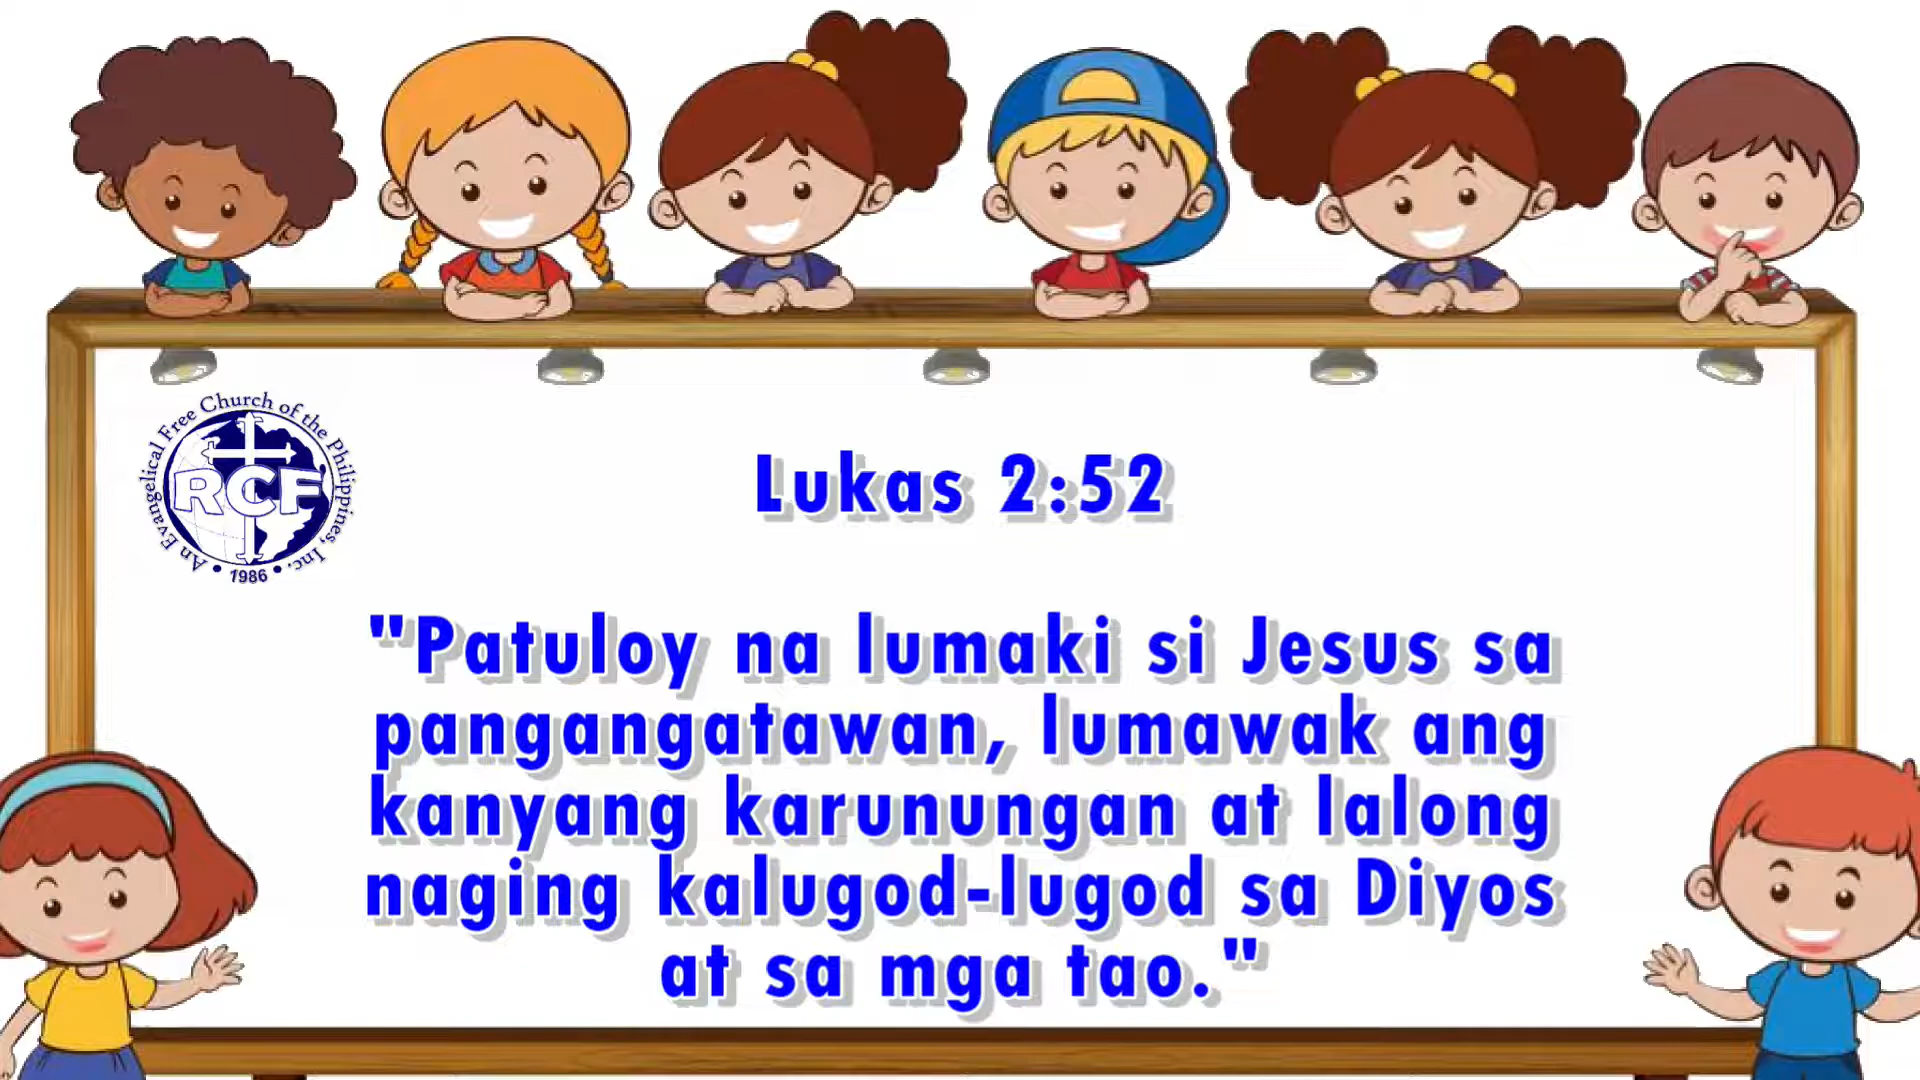 An Evangelical Free Church of the Philippines, Inc.
RCF
• 1986 •
Lukas 2:52
"Patuloy na lumaki si Jesus sa
pangangatawan, lumawak ang
kanyang karunungan at lalong
naging kalugod-lugod sa Diyos
at sa mga tao."